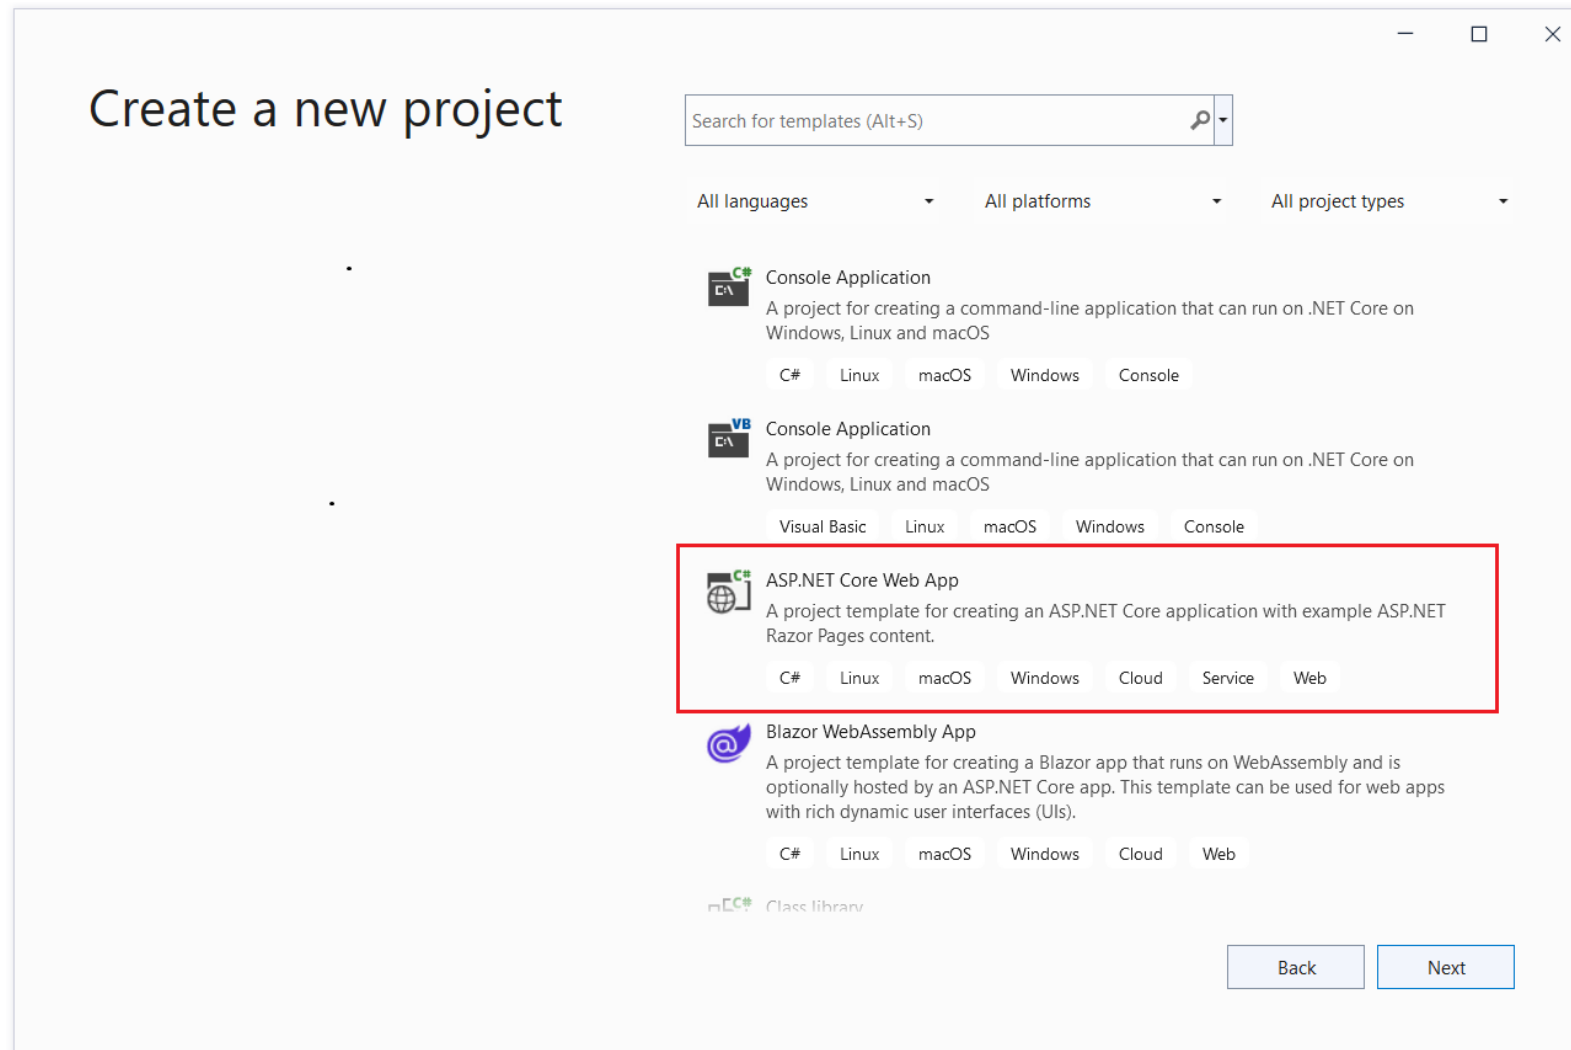 Create a new project
Search for templates (Alt+S)
All languages All platforms All project types
C# Console Application
C:\ A project for creating a command-line application that can run on .NET Core on
Windows, Linux and macOS
C# Linux macOS Windows Console
VB Console Application
C:\ A project for creating a command-line application that can run on .NET Core on
Windows, Linux and macOS
Visual Basic Linux macOS Windows Console
C# ASP.NET Core Web App
A project template for creating an ASP.NET Core application with example ASP.NET
Razor Pages content.
C# Linux macOS Windows Cloud Service Web
@ Blazor WebAssembly App
A project template for creating a Blazor app that runs on WebAssembly and is
optionally hosted by an ASP.NET Core app. This template can be used for web apps
with rich dynamic user interfaces (UIs).
C# Linux macOS Windows Cloud Web
C# Class library
Back Next